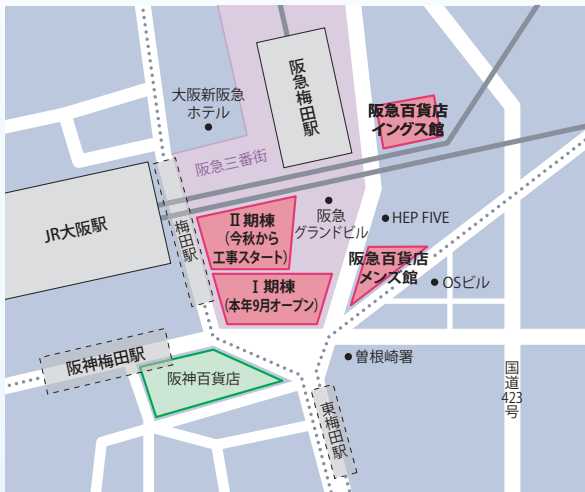 阪急梅田駅
大阪新阪急
ホテル
阪急百貨店
イングス館
阪急三番街
JR大阪駅
梅田駅
Ⅱ期棟
(今秋から
工事スタート)
阪急
グランドビル
HEP FIVE
阪急百貨店
メンズ館
OSビル
Ⅰ期棟
(本年9月オープン)
阪神梅田駅
阪神百貨店
曽根崎署
東梅田駅
国道
423
号